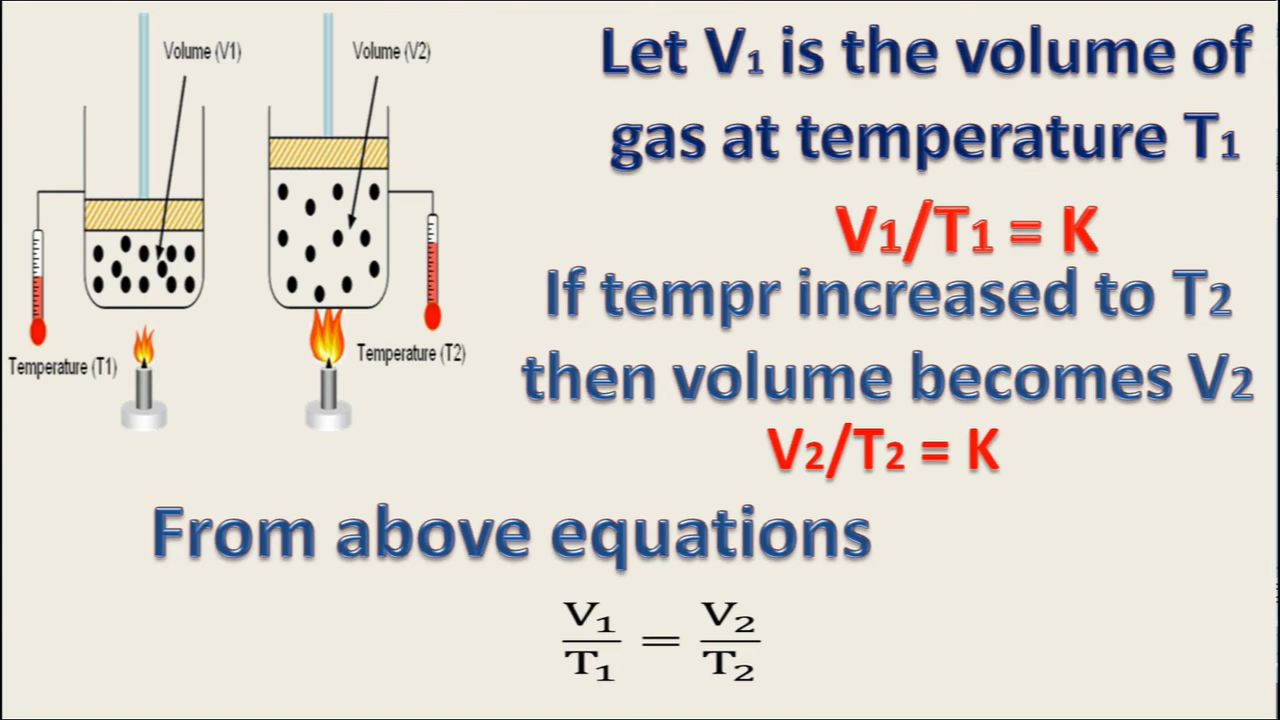 Volume (V1)
Volume (V2)
Temperature (T1)
Temperature (T2)
Let V₁ is the volume of
gas at temperature T₁
V₁/T₁ = K
If tempr increased to T₂
then volume becomes V₂
V₂/T₂ = K
From above equations
V₁/T₁ = V₂/T₂